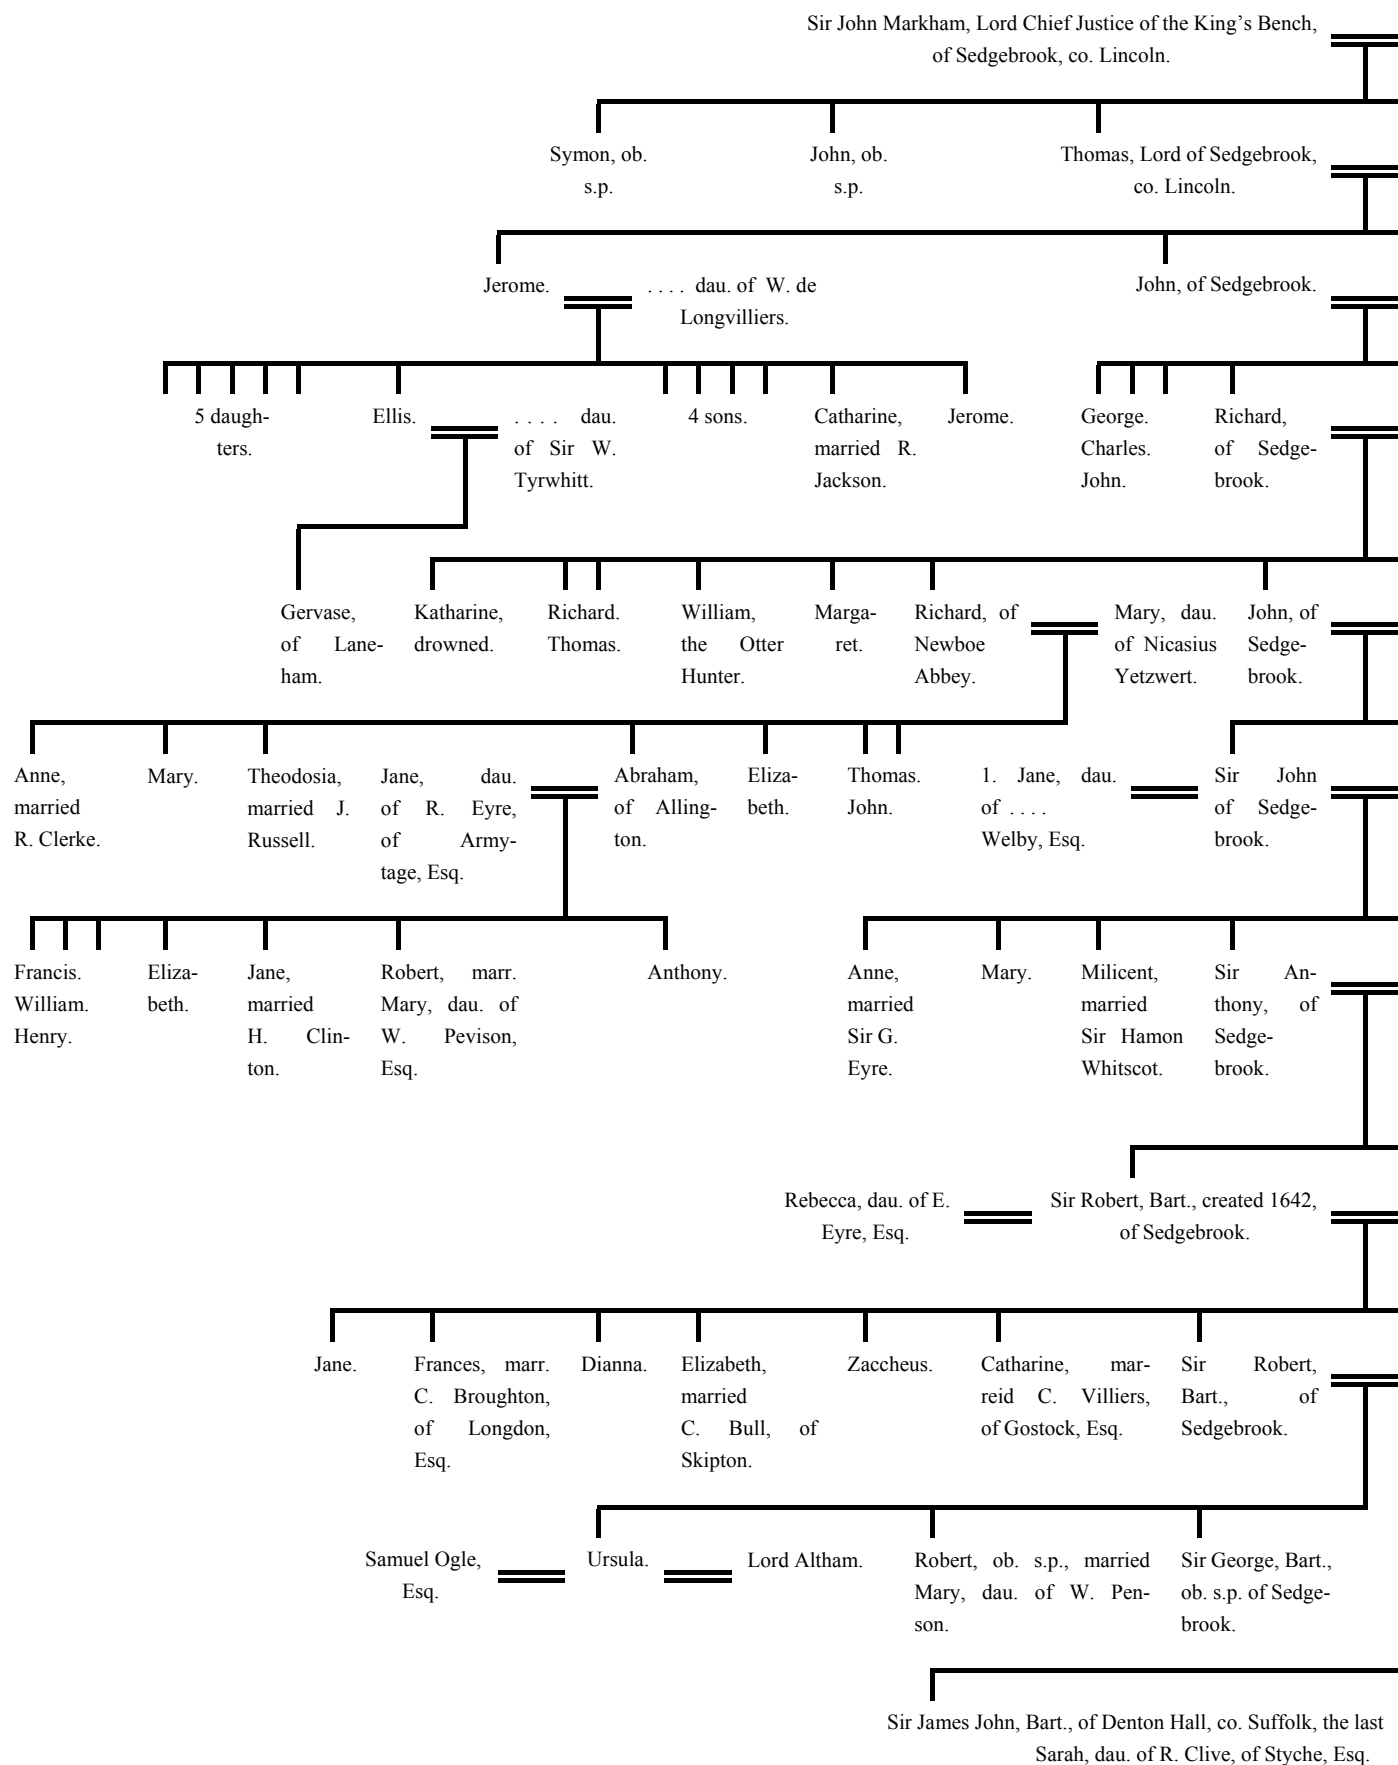 Sir John Markham, Lord Chief Justice of the King's Bench,
of Sedgebrook, co. Lincoln.
Symon, ob.
s.p.
John, ob.
s.p.
Thomas, Lord of Sedgebrook,
co. Lincoln.
Jerome.
. . . . dau. of W. de
Longvilliers.
John, of Sedgebrook.
5 daugh-
ters.
Ellis.
. . . . dau.
of Sir W.
Tyrwhitt.
4 sons.
Catharine,
married R.
Jackson.
Jerome.
George.
Charles.
John.
Richard,
of Sedge-
brook.
Gervase,
of Lane-
ham.
Katharine,
drowned.
Richard.
Thomas.
William,
the Otter
Hunter.
Marga-
ret.
Richard, of
Newboe
Abbey.
Mary, dau.
of Nicasius
Yetzwert.
John, of
Sedge-
brook.
Anne,
married
R. Clerke.
Mary.
Theodosia,
married J.
Russell.
Jane, dau.
of R. Eyre,
of Army-
tage, Esq.
Abraham,
of Alling-
ton.
Eliza-
beth.
Thomas.
John.
1. Jane, dau.
of . . . .
Welby, Esq.
Sir John
of Sedge-
brook.
Francis.
William.
Henry.
Eliza-
beth.
Jane,
married
H. Clin-
ton.
Robert, marr.
Mary, dau. of
W. Pevison,
Esq.
Anthony.
Anne,
married
Sir G.
Eyre.
Mary.
Milicent,
married
Sir Hamon
Whitscot.
Sir An-
thony, of
Sedge-
brook.
Rebecca, dau. of E.
Eyre, Esq.
Sir Robert, Bart., created 1642,
of Sedgebrook.
Jane.
Frances, marr.
C. Broughton,
of Longdon,
Esq.
Dianna.
Elizabeth,
married
C. Bull, of
Skipton.
Zaccheus.
Catharine, mar-
reid C. Villiers,
of Gostock, Esq.
Sir Robert,
Bart., of
Sedgebrook.
Samuel Ogle,
Esq.
Ursula.
Lord Altham.
Robert, ob. s.p., married
Mary, dau. of W. Pen-
son.
Sir George, Bart.,
ob. s.p. of Sedge-
brook.
Sir James John, Bart., of Denton Hall, co. Suffolk, the last
Sarah, dau. of R. Clive, of Styche, Esq.